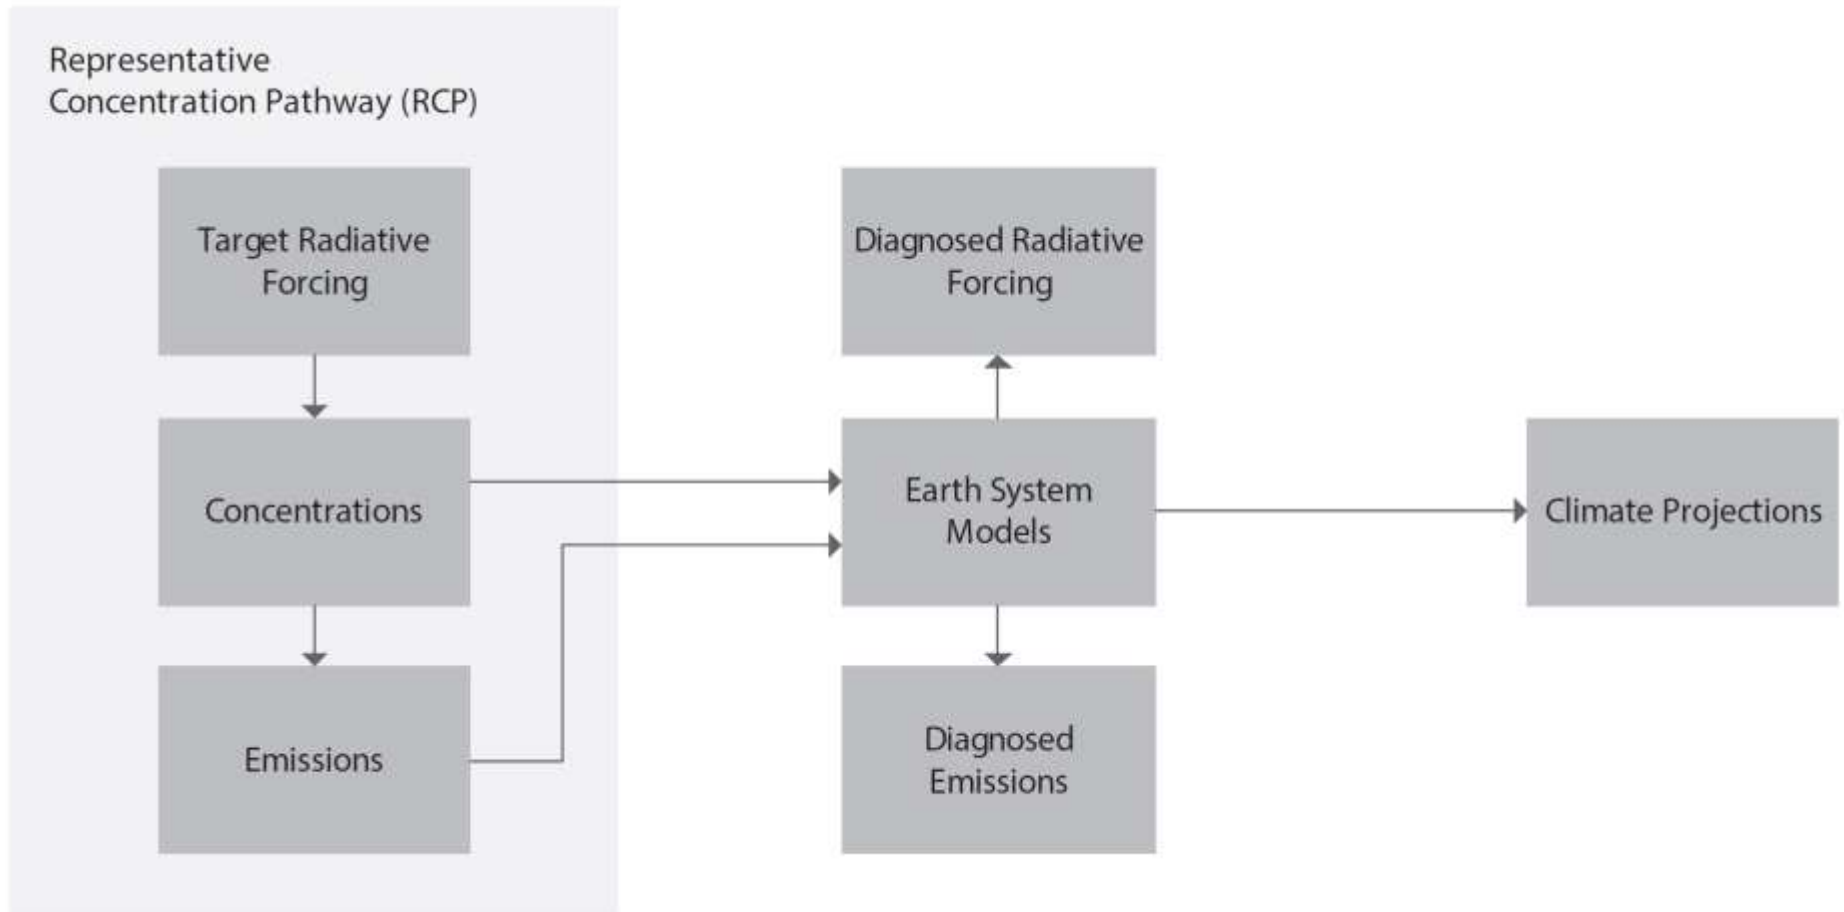 Representative
Concentration Pathway (RCP)
Target Radiative
Forcing
Diagnosed Radiative
Forcing
Concentrations
Earth System
Models
Climate Projections
Emissions
Diagnosed
Emissions